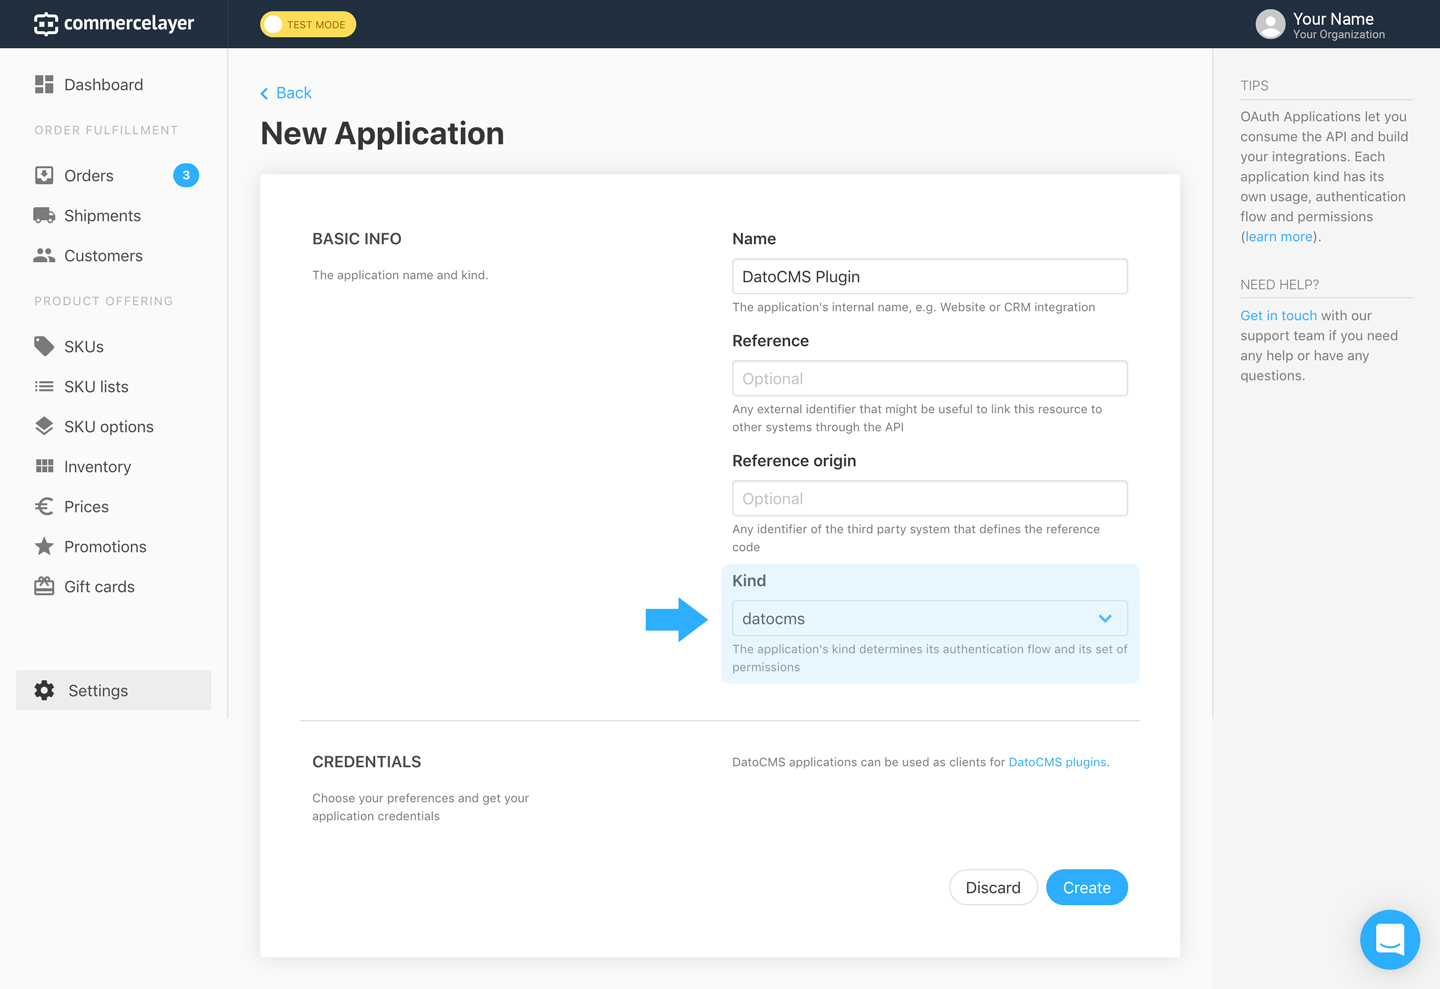 commercelayer
TEST MODE
Your Name
Your Organization
Dashboard
ORDER FULFILLMENT
Orders 3
Shipments
Customers
PRODUCT OFFERING
SKUs
SKU lists
SKU options
Inventory
Prices
Promotions
Gift cards
Settings
Back
New Application
BASIC INFO
The application name and kind.
Name
DatoCMS Plugin
The application's internal name, e.g. Website or CRM integration
Reference
Optional
Any external identifier that might be useful to link this resource to
other systems through the API
Reference origin
Optional
Any identifier of the third party system that defines the reference
code
Kind
datocms
The application's kind determines its authentication flow and its set of
permissions
CREDENTIALS
Choose your preferences and get your
application credentials
DatoCMS applications can be used as clients for DatoCMS plugins.
Discard
Create
TIPS
OAuth Applications let you
consume the API and build
your integrations. Each
application kind has its
own usage, authentication
flow and permissions
(learn more).
NEED HELP?
Get in touch with our
support team if you need
any help or have any
questions.